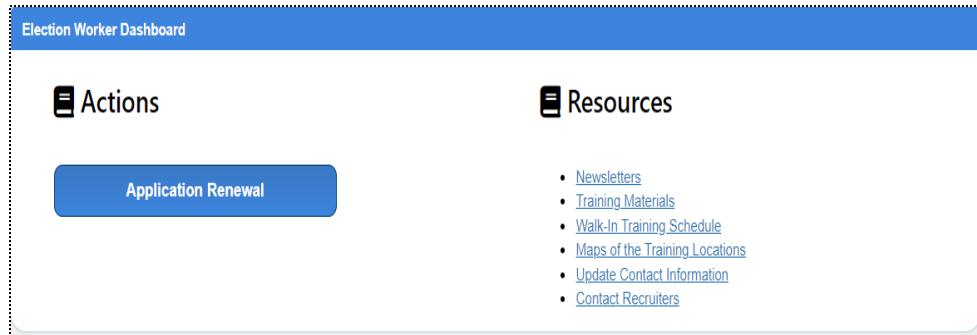 Election Worker Dashboard
Actions
Application Renewal
Resources
Newsletters
Training Materials
Walk-In Training Schedule
Maps of the Training Locations
Update Contact Information
Contact Recruiters